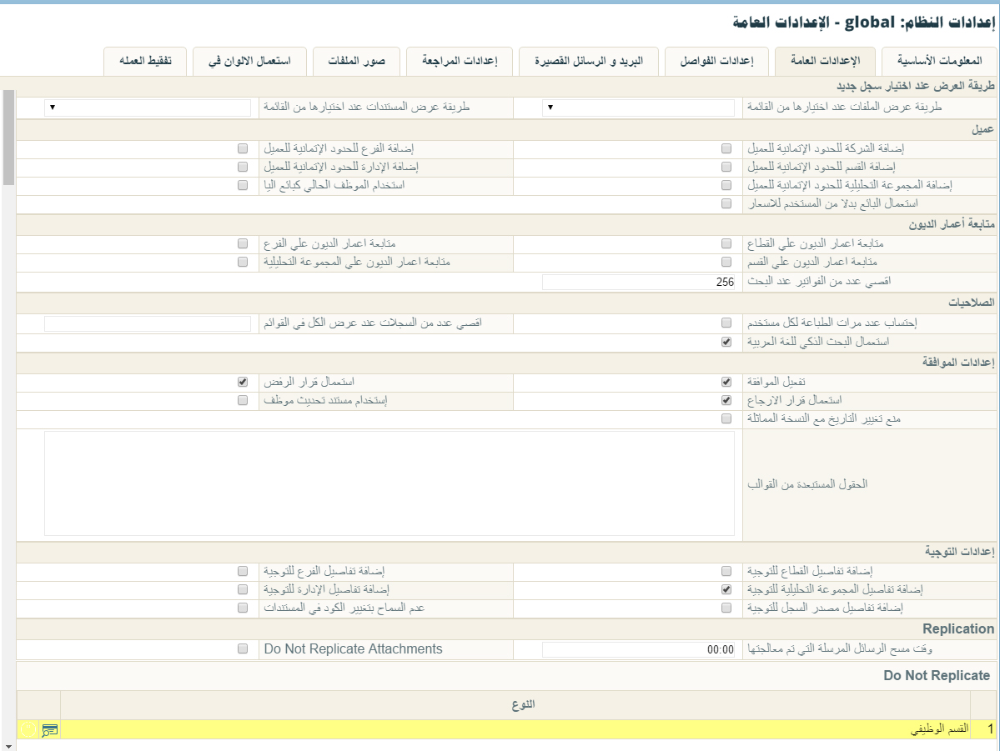 إعدادات النظام: global - الإعدادات العامة
المعلومات الأساسية
الإعدادات العامة
إعدادات الفواصل
البريد و الرسائل القصيرة
إعدادات المراجعة
صور الملفات
استعمال الالوان في
تفقيط العمله
طريقة العرض عند اختيار سجل جديد
طريقة عرض الملفات عند اختيارها من القائمة
طريقة عرض المستندات عند اختيارها من القائمة
عميل
إضافة الشركة للحدود الإئتمانية للعميل
إضافة الفرع للحدود الإئتمانية للعميل
إضافة القسم للحدود الإئتمانية للعميل
إضافة الإدارة للحدود الإئتمانية للعميل
إضافة المجموعة التحليلية للحدود الإئتمانية للعميل
استخدام الموظف الحالي كبائع اليا
استعمال البائع بدلا من المستخدم للاسعار
متابعة أعمار الديون
متابعة اعمار الديون علي القطاع
متابعة اعمار الديون علي الفرع
متابعة اعمار الديون علي القسم
متابعة اعمار الديون علي المجموعة التحليلية
اقصي عدد من الفواتير عند البحث 256
الصلاحيات
إحتساب عدد مرات الطباعة لكل مستخدم
اقصي عدد من السجلات عند عرض الكل في القوائم
استعمال البحث الذكي للغة العربية
إعدادات الموافقة
تفعيل الموافقة
استعمال قرار الرفض
استعمال قرار الارجاع
إستخدام مستند تحديث موظف
منع تغيير التاريخ مع النسخة المماثلة
الحقول المستبعدة من القوالب
إعدادات التوجية
إضافة تفاصيل القطاع للتوجية
إضافة تفاصيل الفرع للتوجية
إضافة تفاصيل المجموعة التحليلية للتوجية
إضافة تفاصيل الإدارة للتوجية
إضافة تفاصيل مصدر السجل للتوجية
عدم السماح بتغيير الكود في المستندات
Replication
وقت مسح الرسائل المرسلة التي تم معالجتها 00:00
Do Not Replicate Attachments
Do Not Replicate
النوع
1 القسم الوظيفي